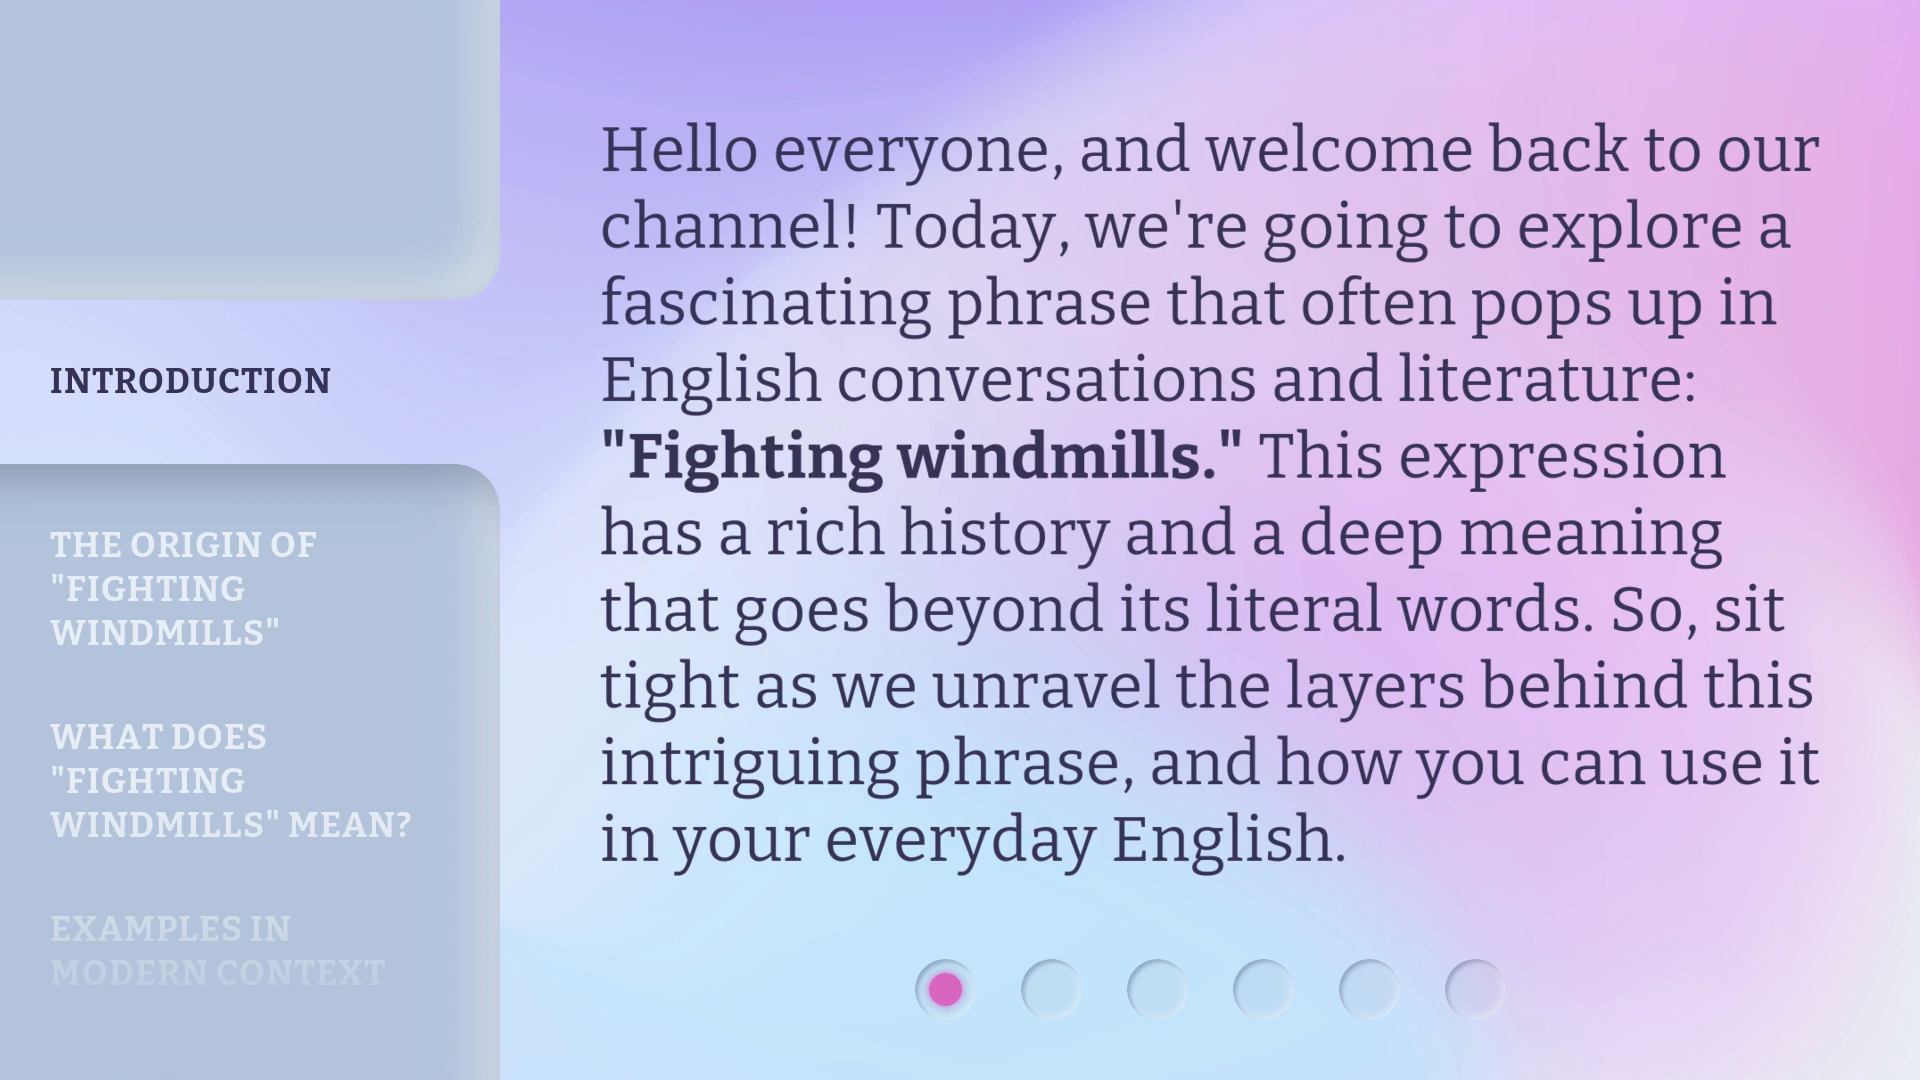 INTRODUCTION
THE ORIGIN OF
"FIGHTING
WINDMILLS"
WHAT DOES
"FIGHTING
WINDMILLS" MEAN?
EXAMPLES IN
MODERN CONTEXT
Hello everyone, and welcome back to our
channel! Today, we're going to explore a
fascinating phrase that often pops up in
English conversations and literature:
"Fighting windmills." This expression
has a rich history and a deep meaning
that goes beyond its literal words. So, sit
tight as we unravel the layers behind this
intriguing phrase, and how you can use it
in your everyday English.